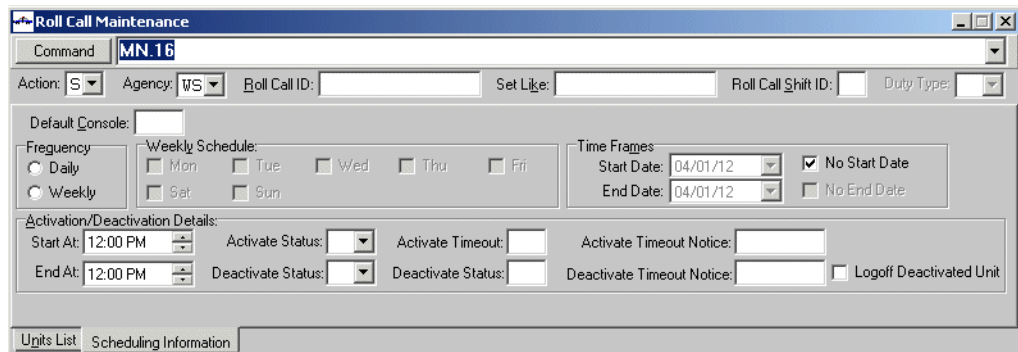 Roll Call Maintenance
Command MN.16
Action: S Agency: WS Roll Call ID: Set Like: Roll Call Shift ID: Duty Type:
Default Console:
Frequency Weekly Schedule: Time Frames
Daily Mon Tue Wed Thu Fri Start Date: 04/01/12 No Start Date
Weekly Sat Sun End Date: 04/01/12 No End Date
Activation/Deactivation Details:
Start At: 12:00 PM Activate Status: Activate Timeout: Activate Timeout Notice:
End At: 12:00 PM Deactivate Status: Deactivate Status: Deactivate Timeout Notice: Logoff Deactivated Unit
Units List Scheduling Information